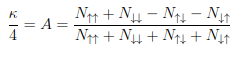 κ/4 = A = (N↑↑ + N↓↓ − N↑↓ − N↓↑)/(N↑↑ + N↓↓ + N↑↓ + N↓↑)